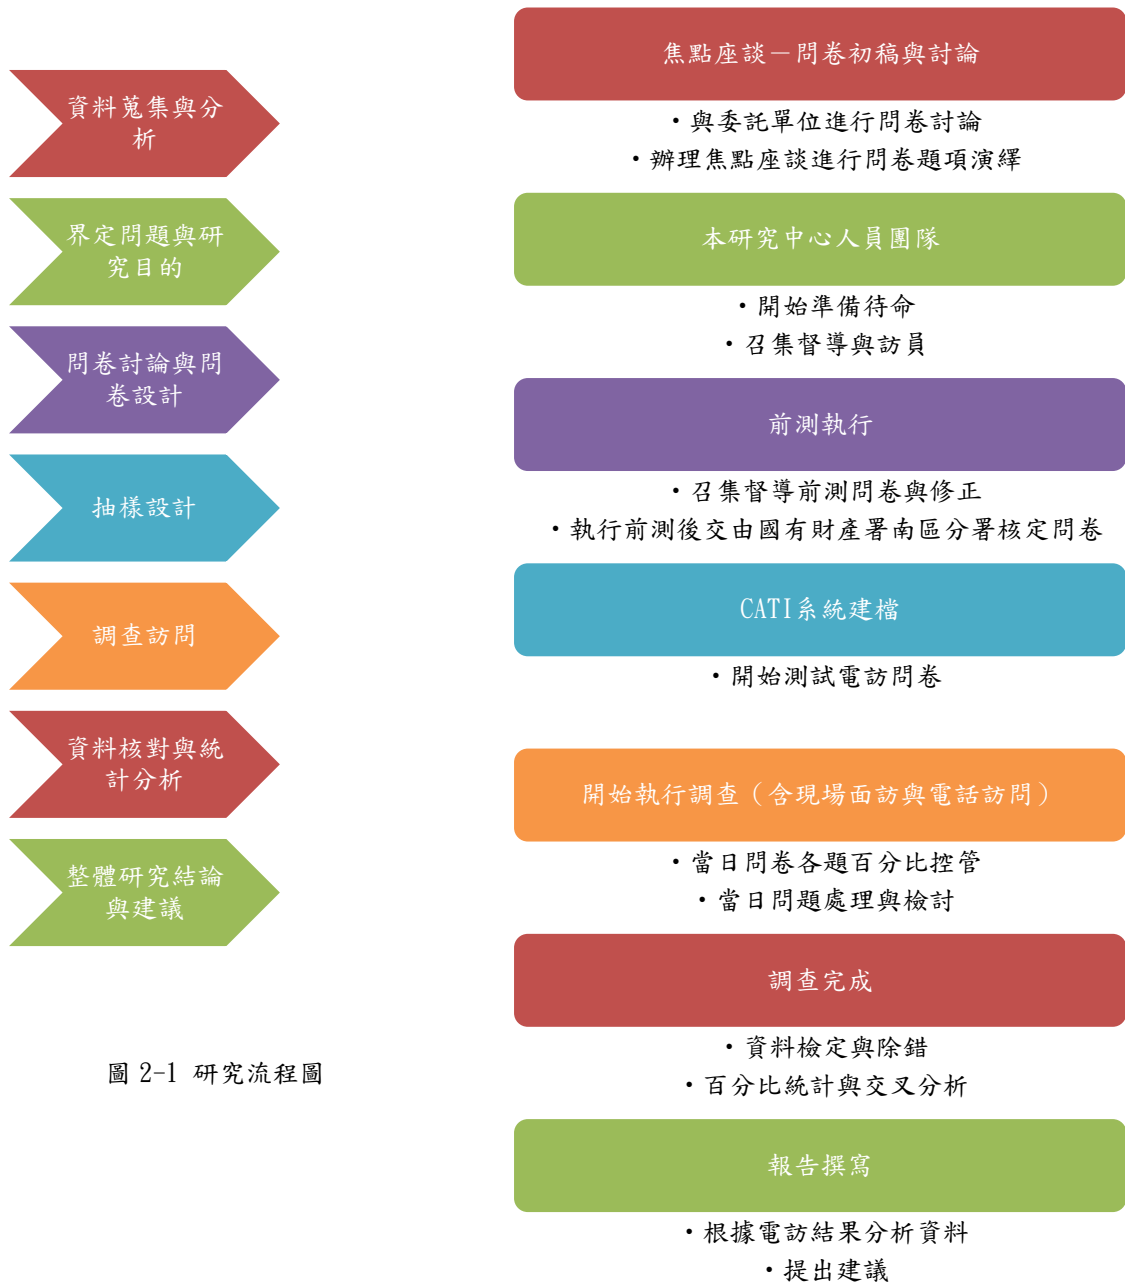 資料蒐集與分
析
界定問題與研
究目的
問卷討論與問
卷設計
抽樣設計
調查訪問
資料核對與統
計分析
整體研究結論
與建議
圖 2-1 研究流程圖
焦點座談－問卷初稿與討論
・與委託單位進行問卷討論
・辦理焦點座談進行問卷題項演繹
本研究中心人員團隊
・開始準備待命
・召集督導與訪員
前測執行
・召集督導前測問卷與修正
・執行前測後交由國有財產署南區分署核定問卷
CATI系統建檔
・開始測試電訪問卷
開始執行調查（含現場面訪與電話訪問）
・當日問卷各題百分比控管
・當日問題處理與檢討
調查完成
・資料檢定與除錯
・百分比統計與交叉分析
報告撰寫
・根據電訪結果分析資料
・提出建議